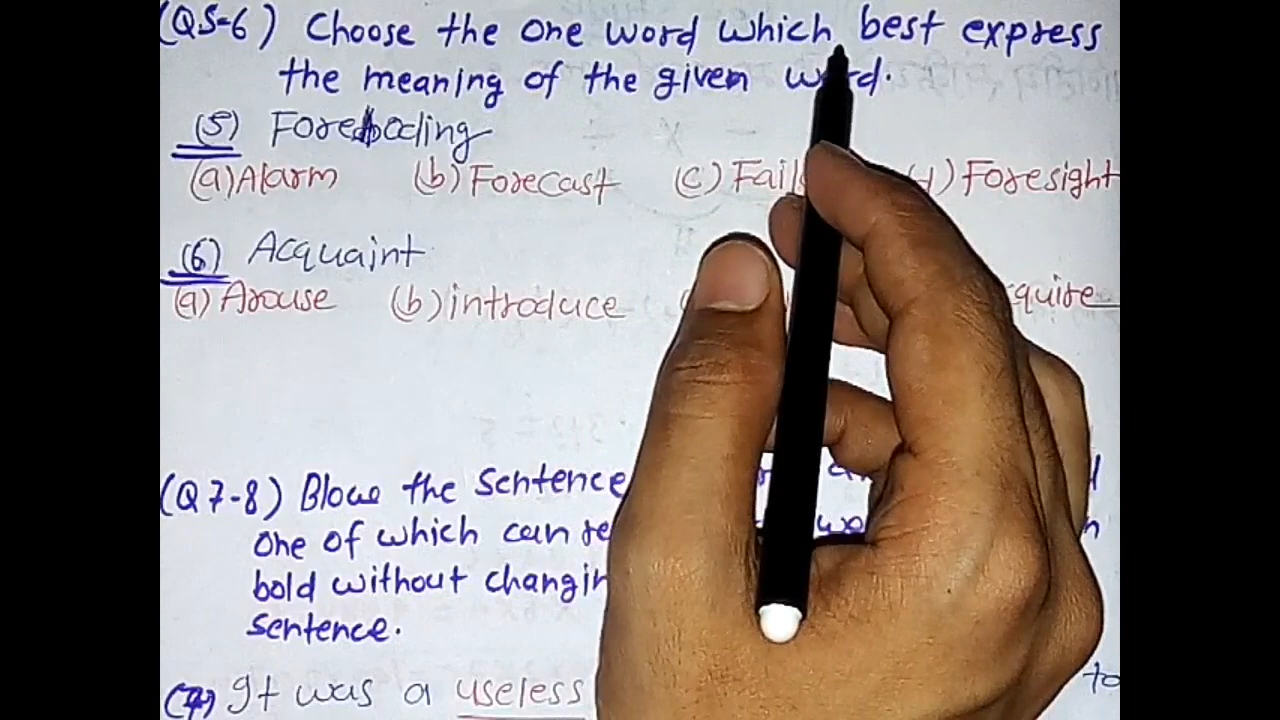 (Q5-6) Choose the one word which best express
the meaning of the given word.
(5) Foreboding
(a) Alarm (b) Forecast (c) Fail (d) Foresight
(6) Acquaint
(a) Arouse (b) introduce quire
(Q7-8) Blowe the sentence
one of which can re
bold without changin
sentence.
(7) It was a useless to